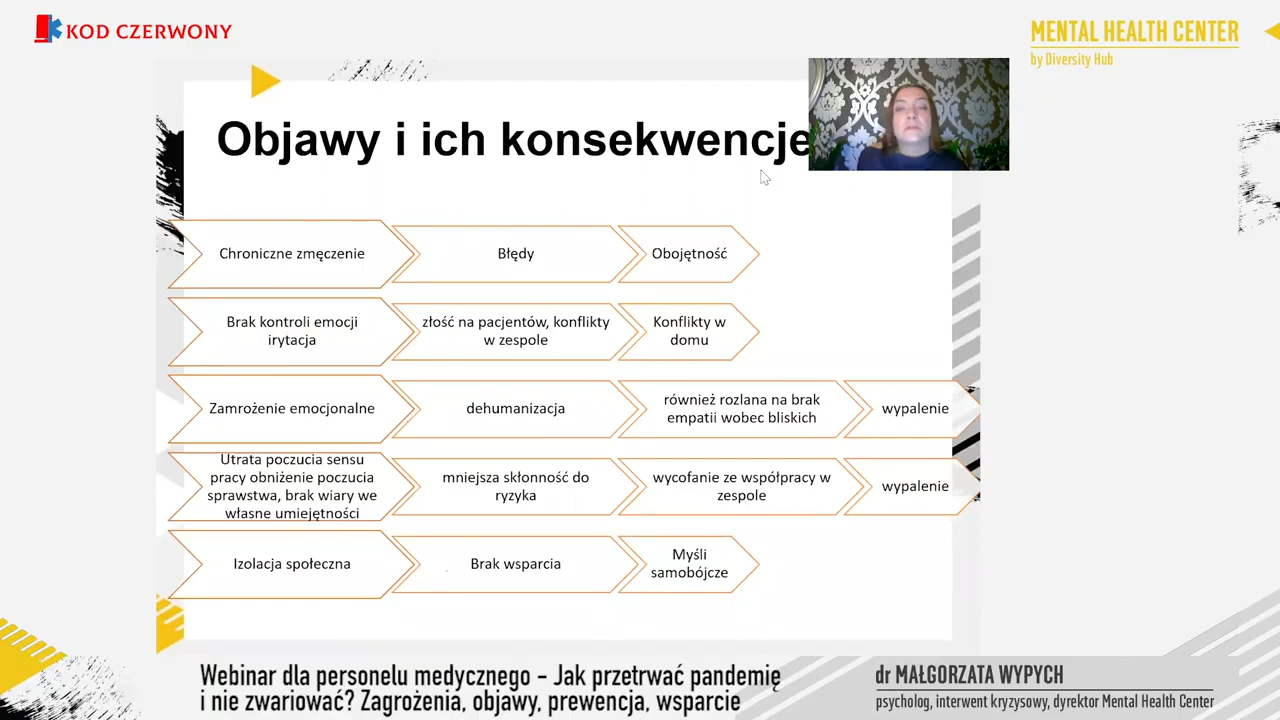 KOD CZERWONY
MENTAL HEALTH CENTER
by Diversity Hub
Objawy i ich konsekwencje
Chroniczne zmęczenie
Błędy
Obojętność
Brak kontroli emocji
irytacja
złość na pacjentów, konflikty
w zespole
Konflikty w
domu
Zamrożenie emocjonalne
dehumanizacja
również rozlana na brak
empatii wobec bliskich
wypalenie
Utrata poczucia sensu
pracy obniżenie poczucia
sprawstwa, brak wiary we
własne umiejętności
mniejsza skłonność do
ryzyka
wycofanie ze współpracy w
zespole
wypalenie
Izolacja społeczna
Brak wsparcia
Myśli
samobójcze
Webinar dla personelu medycznego – Jak przetrwać pandemię
i nie zwariować? Zagrożenia, objawy, prewencja, wsparcie
dr MAŁGORZATA WYPYCH
psycholog, interwent kryzysowy, dyrektor Mental Health Center